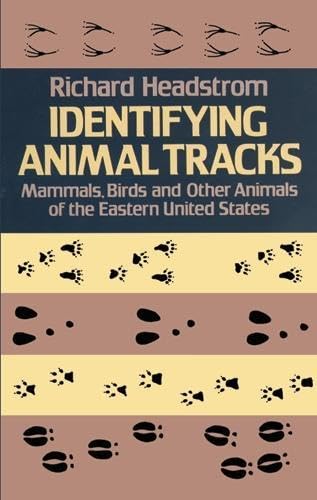 Richard Headstrom
IDENTIFYING
ANIMAL TRACKS
Mammals, Birds and Other Animals
of the Eastern United States